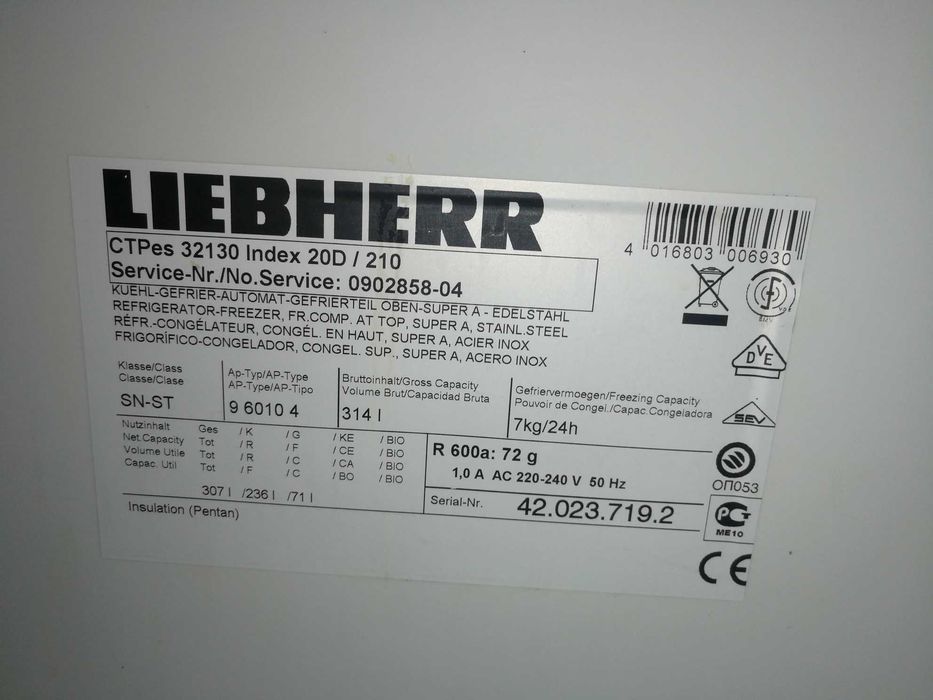 LIEBHERR
CTPes 32130 Index 20D / 210
Service-Nr./No.Service: 0902858-04
4 016803 006930
KUEHL-GEFRIER-AUTOMAT-GEFRIERTEIL OBEN-SUPER A - EDELSTAHL
REFRIGERATOR-FREEZER, FR.COMP. AT TOP, SUPER A, STAINL.STEEL
RÉFR.-CONGÉLATEUR, CONGÉL. EN HAUT, SUPER A, ACIER INOX
FRIGORÍFICO-CONGELADOR, CONGEL. SUP., SUPER A, ACERO INOX
DVE
Klasse/Class
Classe/Clase
SN-ST
Ap-Typ/AP-Type
AP-Type/AP-Tipo
9 6010 4
Bruttoinhalt/Gross Capacity
Volume Brut/Capacidad Bruta
314 l
Gefriervermoegen/Freezing Capacity
Pouvoir de Congel./Capac.Congeladora
7kg/24h
SEV
Nutzinhalt Ges / K / G / KE / BIO
Net.Capacity Tot / R / F / CE / BIO
Volume Utile Tot / R / C / CA / BIO
Capac. Util Tot / F / C / BO / BIO
307 l /236 l /71 l
R 600a: 72 g
1,0 A AC 220-240 V 50 Hz
ОП053
Insulation (Pentan)
Serial-Nr. 42.023.719.2
РСТ
ME10
CE